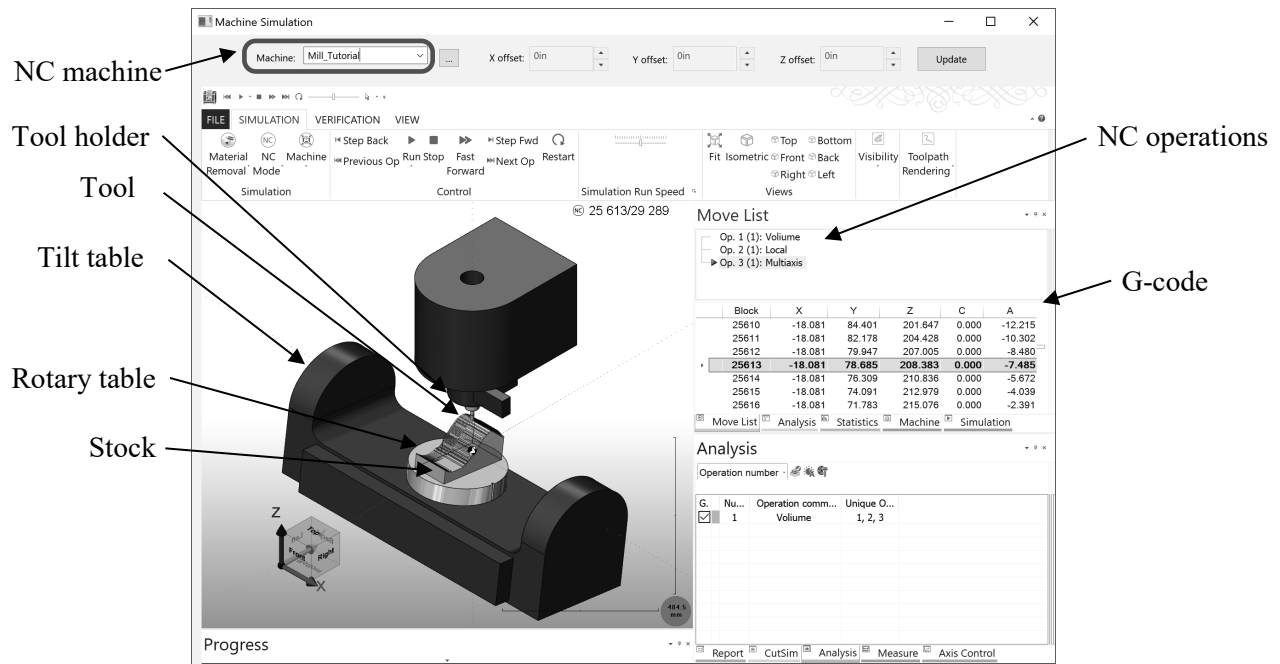 Machine Simulation
NC machine
Machine: Mill_Tutorial ... X offset: 0in Y offset: 0in Z offset: 0in Update
FILE SIMULATION VERIFICATION VIEW
Material Removal NC Mode Machine
Simulation
Step Back Previous Op Run Stop Fast Forward Step Fwd Next Op Restart
Control
Simulation Run Speed
Fit Isometric Top Bottom Front Back Right Left
Views
Visibility Toolpath Rendering
Tool holder
Tool
Tilt table
Rotary table
Stock
NC operations
G-code
NC 25 613/29 289
Z
X
Top
Front
Right
484.5
mm
Progress
Move List
Op. 1 (1): Voliume
Op. 2 (1): Local
Op. 3 (1): Multiaxis
Block X Y Z C A
25610 -18.081 84.401 201.647 0.000 -12.215
25611 -18.081 82.178 204.428 0.000 -10.302
25612 -18.081 79.947 207.005 0.000 -8.480
25613 -18.081 78.685 208.383 0.000 -7.485
25614 -18.081 76.309 210.836 0.000 -5.672
25615 -18.081 74.091 212.979 0.000 -4.039
25616 -18.081 71.783 215.076 0.000 -2.391
Move List Analysis Statistics Machine Simulation
Analysis
Operation number
G. Nu... Operation comm... Unique O...
1 Voliume 1, 2, 3
Report CutSim Analysis Measure Axis Control